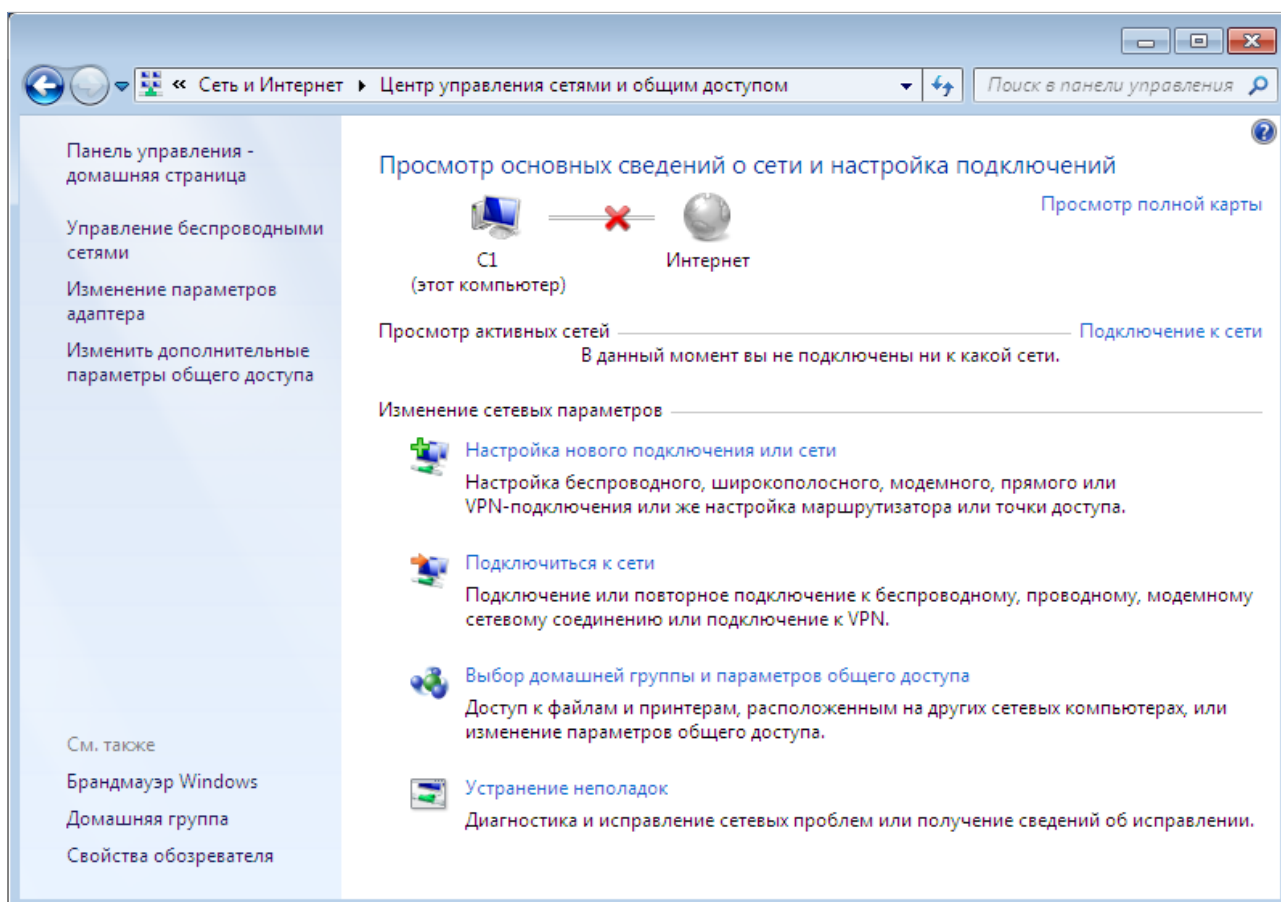 « Сеть и Интернет ▸ Центр управления сетями и общим доступом
Поиск в панели управления
Панель управления -
домашняя страница
Управление беспроводными
сетями
Изменение параметров
адаптера
Изменить дополнительные
параметры общего доступа
См. также
Брандмауэр Windows
Домашняя группа
Свойства обозревателя
Просмотр основных сведений о сети и настройка подключений
Просмотр полной карты
C1
(этот компьютер)
Интернет
Просмотр активных сетей
Подключение к сети
В данный момент вы не подключены ни к какой сети.
Изменение сетевых параметров
Настройка нового подключения или сети
Настройка беспроводного, широкополосного, модемного, прямого или
VPN-подключения или же настройка маршрутизатора или точки доступа.
Подключиться к сети
Подключение или повторное подключение к беспроводному, проводному, модемному
сетевому соединению или подключение к VPN.
Выбор домашней группы и параметров общего доступа
Доступ к файлам и принтерам, расположенным на других сетевых компьютерах, или
изменение параметров общего доступа.
Устранение неполадок
Диагностика и исправление сетевых проблем или получение сведений об исправлении.